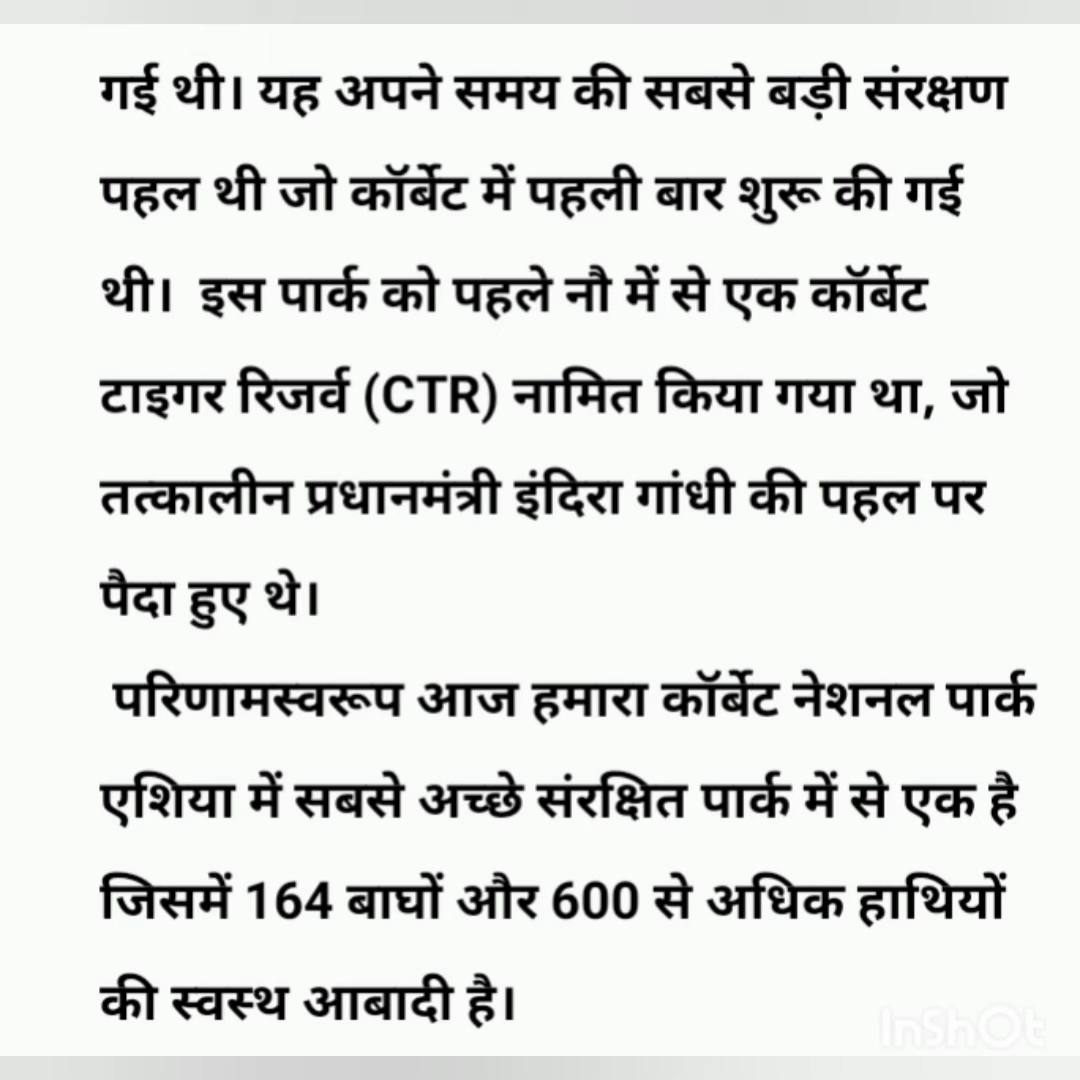 गई थी। यह अपने समय की सबसे बड़ी संरक्षण
पहल थी जो कॉर्बेट में पहली बार शुरू की गई
थी। इस पार्क को पहले नौ में से एक कॉर्बेट
टाइगर रिजर्व (CTR) नामित किया गया था, जो
तत्कालीन प्रधानमंत्री इंदिरा गांधी की पहल पर
पैदा हुए थे।
परिणामस्वरूप आज हमारा कॉर्बेट नेशनल पार्क
एशिया में सबसे अच्छे संरक्षित पार्क में से एक है
जिसमें 164 बाघों और 600 से अधिक हाथियों
की स्वस्थ आबादी है।
InShOt